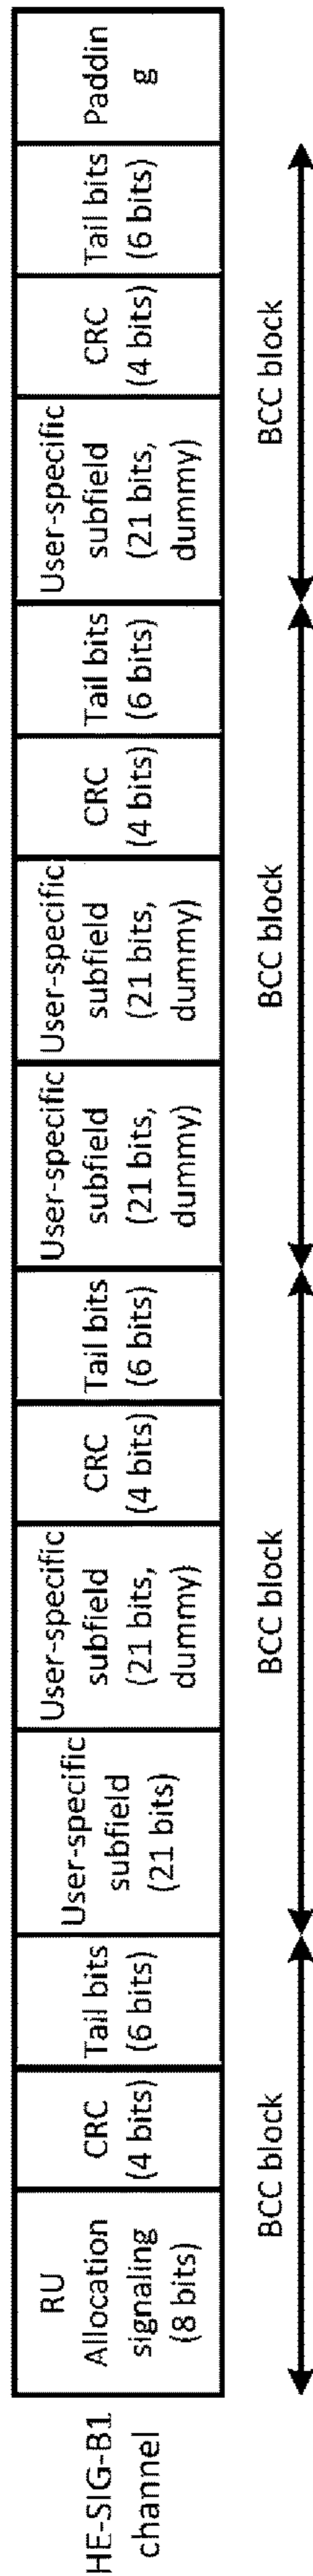 HE-SIG-B1
channel
RU
Allocation
signaling
(8 bits)
CRC
(4 bits)
Tail bits
(6 bits)
User-specific
subfield
(21 bits)
User-specific
subfield
(21 bits,
dummy)
CRC
(4 bits)
Tail bits
(6 bits)
User-specific
subfield
(21 bits,
dummy)
User-specific
subfield
(21 bits,
dummy)
CRC
(4 bits)
Tail bits
(6 bits)
User-specific
subfield
(21 bits,
dummy)
CRC
(4 bits)
Tail bits
(6 bits)
Paddin
g
BCC block
BCC block
BCC block
BCC block